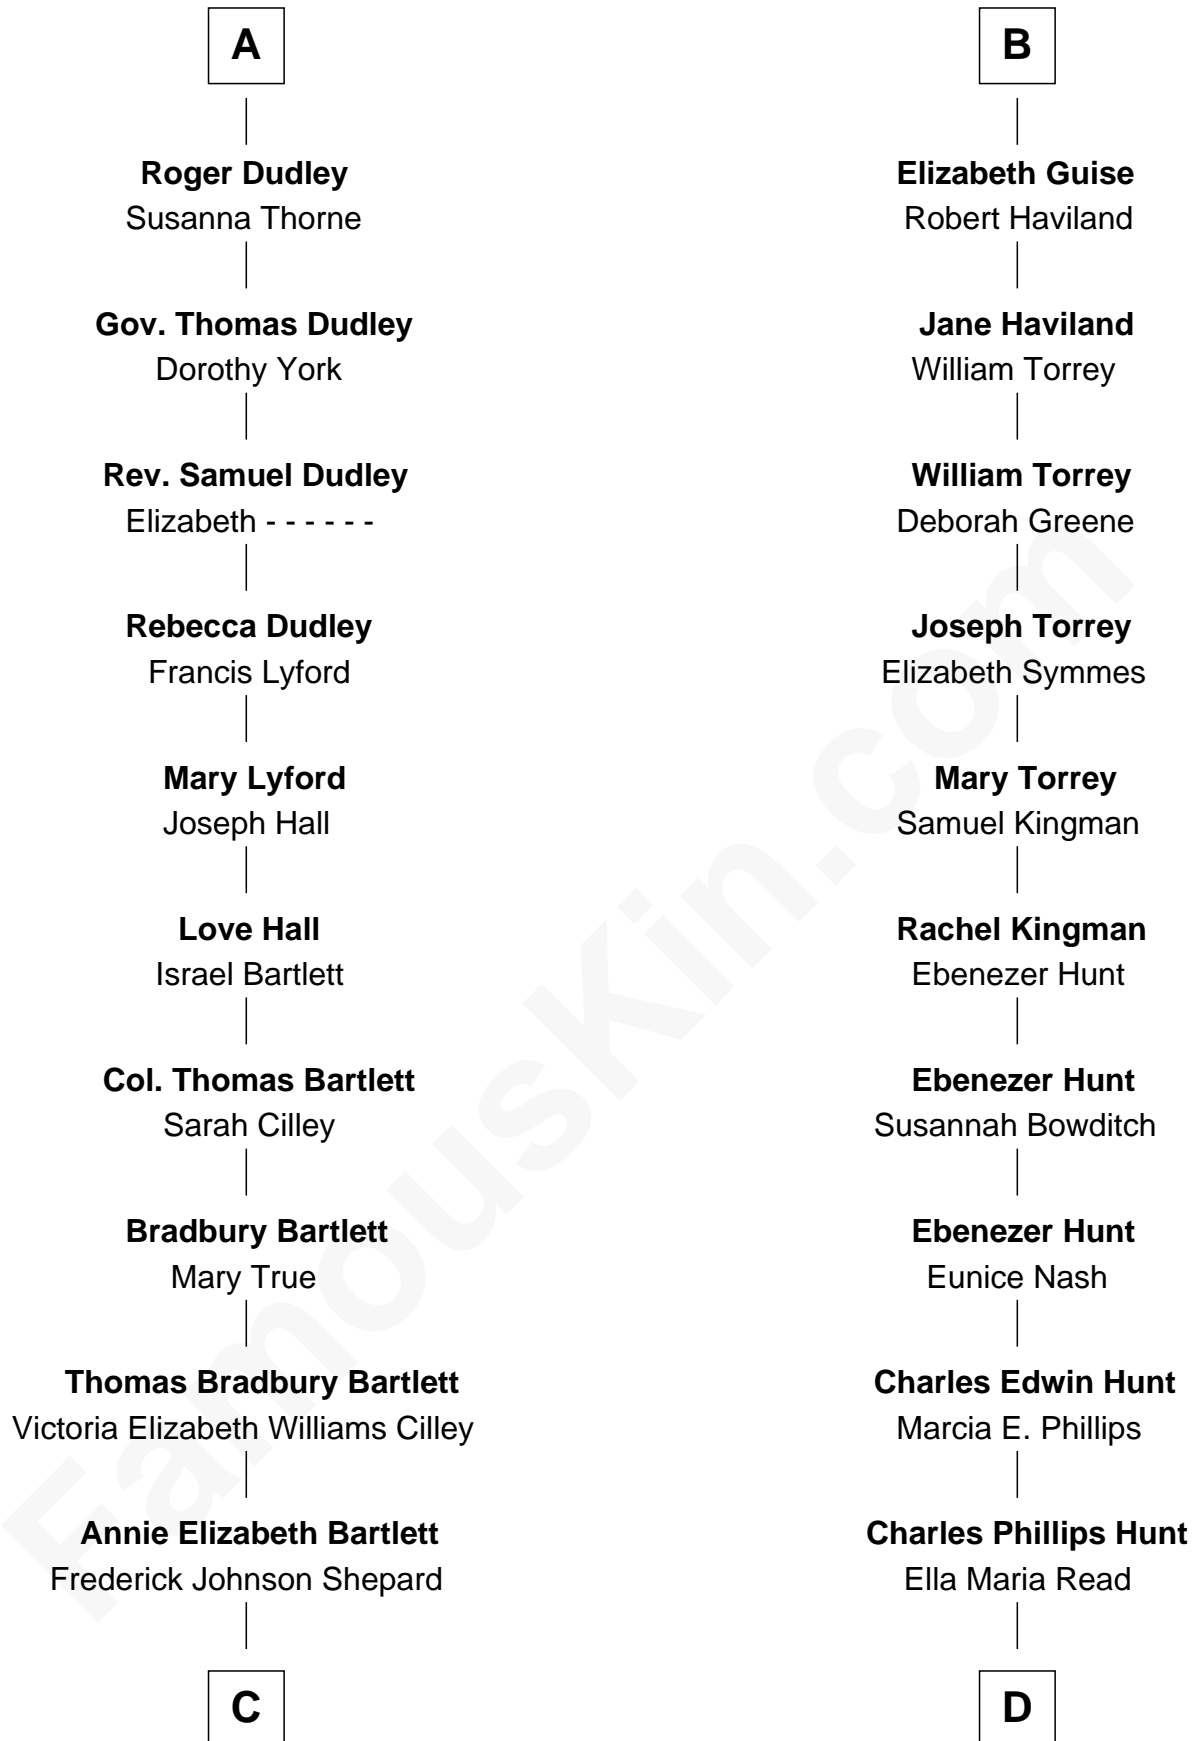 A
Roger Dudley
Susanna Thorne
Gov. Thomas Dudley
Dorothy York
Rev. Samuel Dudley
Elizabeth - - - - - -
Rebecca Dudley
Francis Lyford
Mary Lyford
Joseph Hall
Love Hall
Israel Bartlett
Col. Thomas Bartlett
Sarah Cilley
Bradbury Bartlett
Mary True
Thomas Bradbury Bartlett
Victoria Elizabeth Williams Cilley
Annie Elizabeth Bartlett
Frederick Johnson Shepard
C
B
Elizabeth Guise
Robert Haviland
Jane Haviland
William Torrey
William Torrey
Deborah Greene
Joseph Torrey
Elizabeth Symmes
Mary Torrey
Samuel Kingman
Rachel Kingman
Ebenezer Hunt
Ebenezer Hunt
Susannah Bowditch
Ebenezer Hunt
Eunice Nash
Charles Edwin Hunt
Marcia E. Phillips
Charles Phillips Hunt
Ella Maria Read
D
FamousKin.com